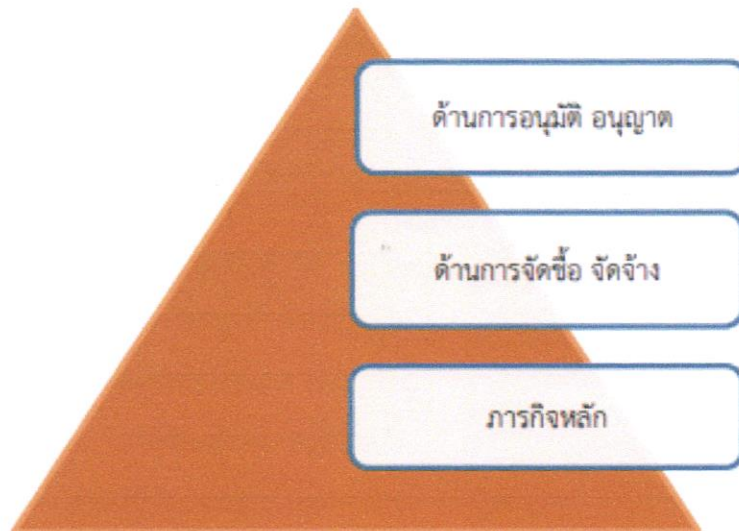 ด้านการอนุมัติ อนุญาต
ด้านการจัดซื้อ จัดจ้าง
ภารกิจหลัก